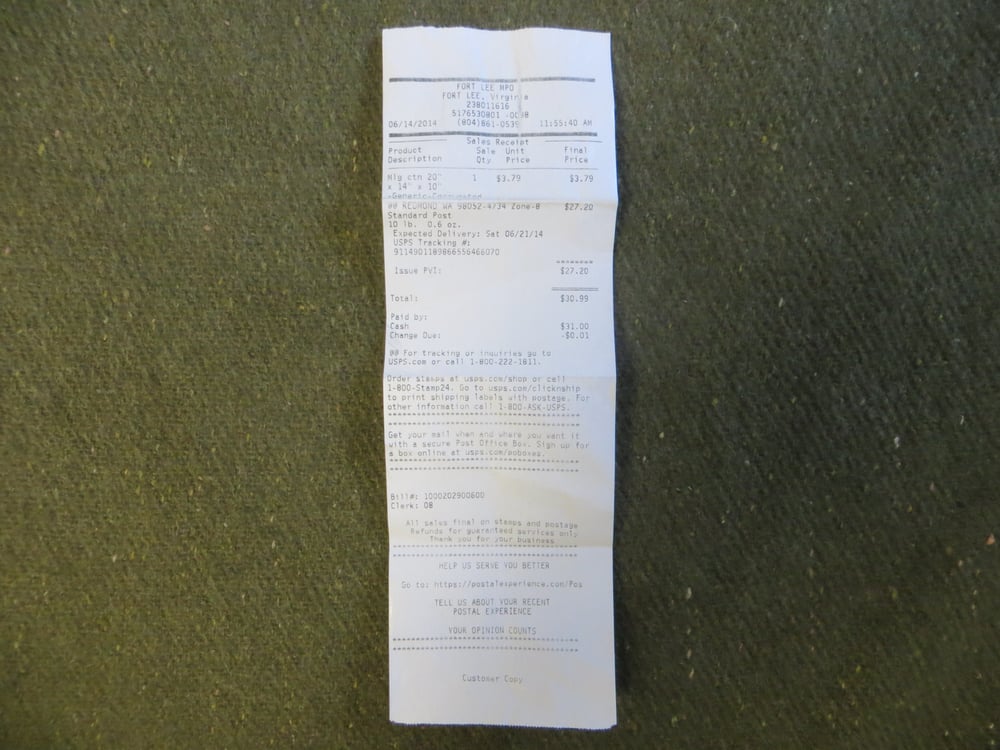 FORT LEE MPO
FORT LEE, Virginia
238011616
5176530801 -0098
06/14/2014 (804)861-0539 11:55:40 AM
Sales Receipt
Product Sale Unit Final
Description Qty Price Price
Mlg ctn 20" 1 $3.79 $3.79
x 14" x 10"
-Generic-Corrugated
@@ REDMOND WA 98052-4734 Zone-8 $27.20
Standard Post
10 lb. 0.6 oz.
Expected Delivery: Sat 06/21/14
USPS Tracking #:
9114901189866556466070
========
Issue PVI: $27.20
Total: $30.99
Paid by:
Cash $31.00
Change Due: -$0.01
@@ For tracking or inquiries go to
USPS.com or call 1-800-222-1811.
Order stamps at usps.com/shop or call
1-800-Stamp24. Go to usps.com/clicknship
to print shipping labels with postage. For
other information call 1-800-ASK-USPS.
Get your mail when and where you want it
with a secure Post Office Box. Sign up for
a box online at usps.com/poboxes.
Bill#: 1000202900600
Clerk: 08
All sales final on stamps and postage
Refunds for guaranteed services only
Thank you for your business
HELP US SERVE YOU BETTER
Go to: https://postalexperience.com/Pos
TELL US ABOUT YOUR RECENT
POSTAL EXPERIENCE
YOUR OPINION COUNTS
Customer Copy